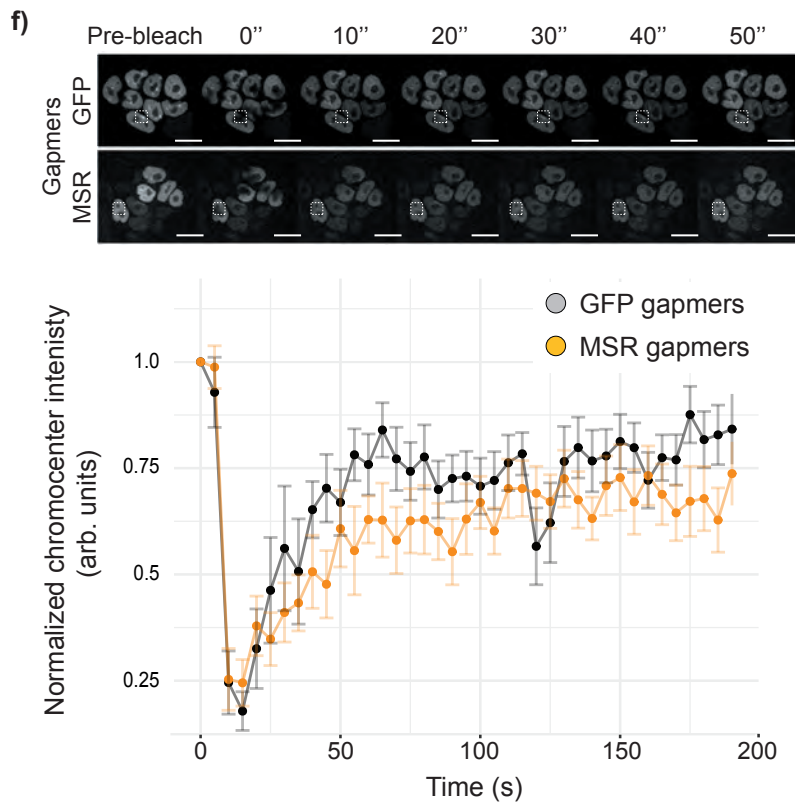 f)
Pre-bleach 0'' 10'' 20'' 30'' 40'' 50''
Gapmers
GFP
MSR
GFP gapmers
MSR gapmers
Normalized chromocenter intenisty
(arb. units)
1.0
0.75
0.5
0.25
0 50 100 150 200
Time (s)